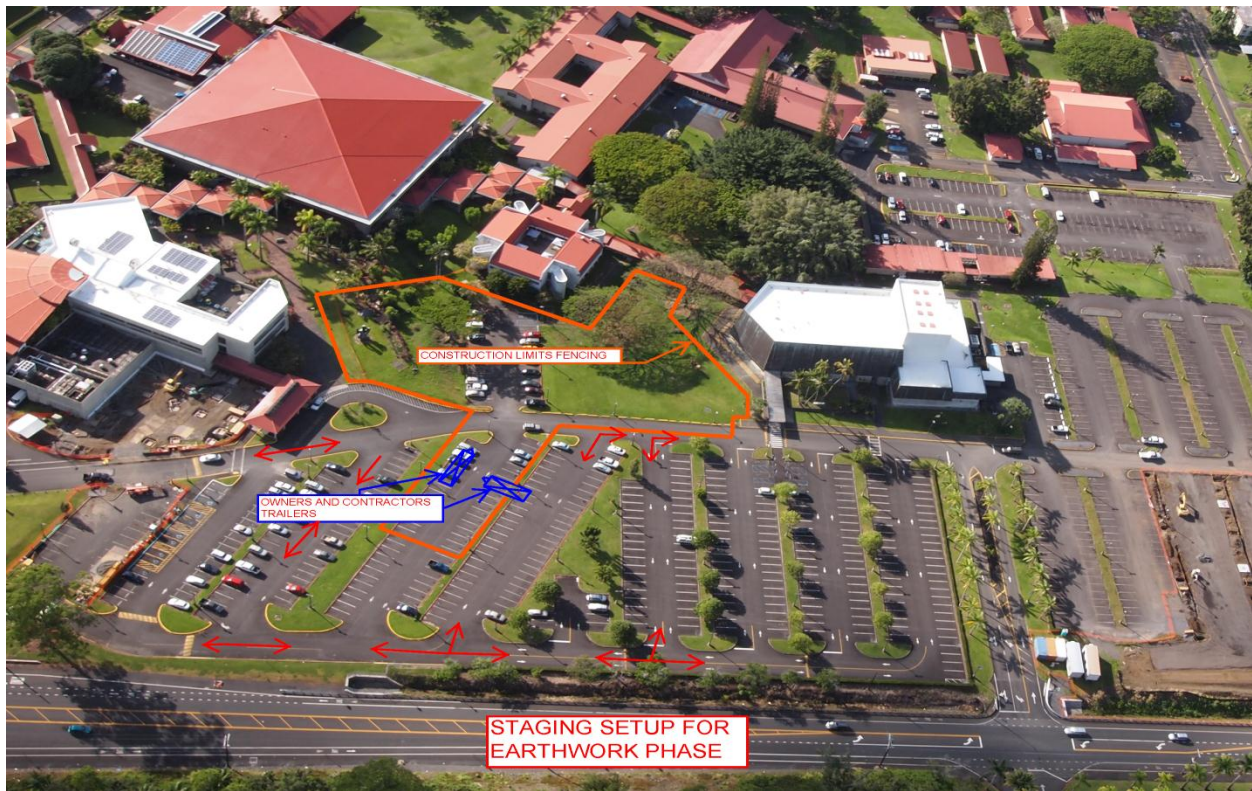 CONSTRUCTION LIMITS FENCING
OWNERS AND CONTRACTORS
TRAILERS
STAGING SETUP FOR
EARTHWORK PHASE